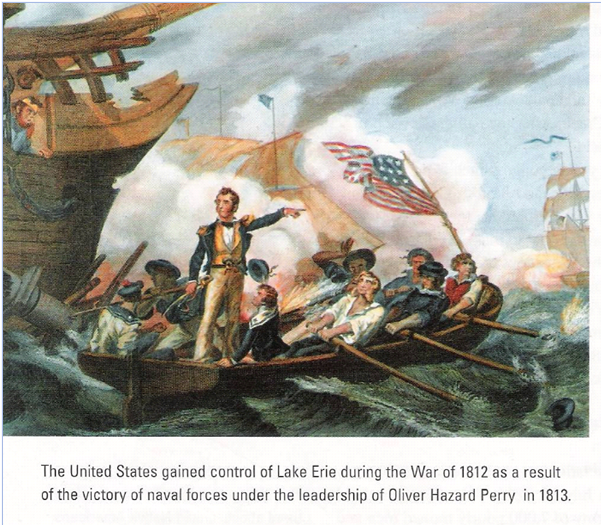 The United States gained control of Lake Erie during the War of 1812 as a result
of the victory of naval forces under the leadership of Oliver Hazard Perry in 1813.